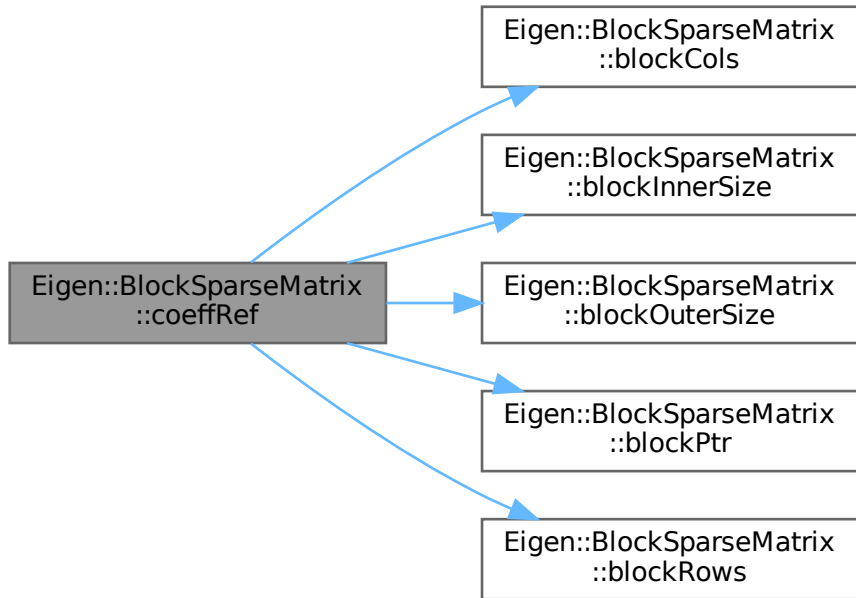 Eigen::BlockSparseMatrix
::coeffRef
Eigen::BlockSparseMatrix
::blockCols
Eigen::BlockSparseMatrix
::blockInnerSize
Eigen::BlockSparseMatrix
::blockOuterSize
Eigen::BlockSparseMatrix
::blockPtr
Eigen::BlockSparseMatrix
::blockRows